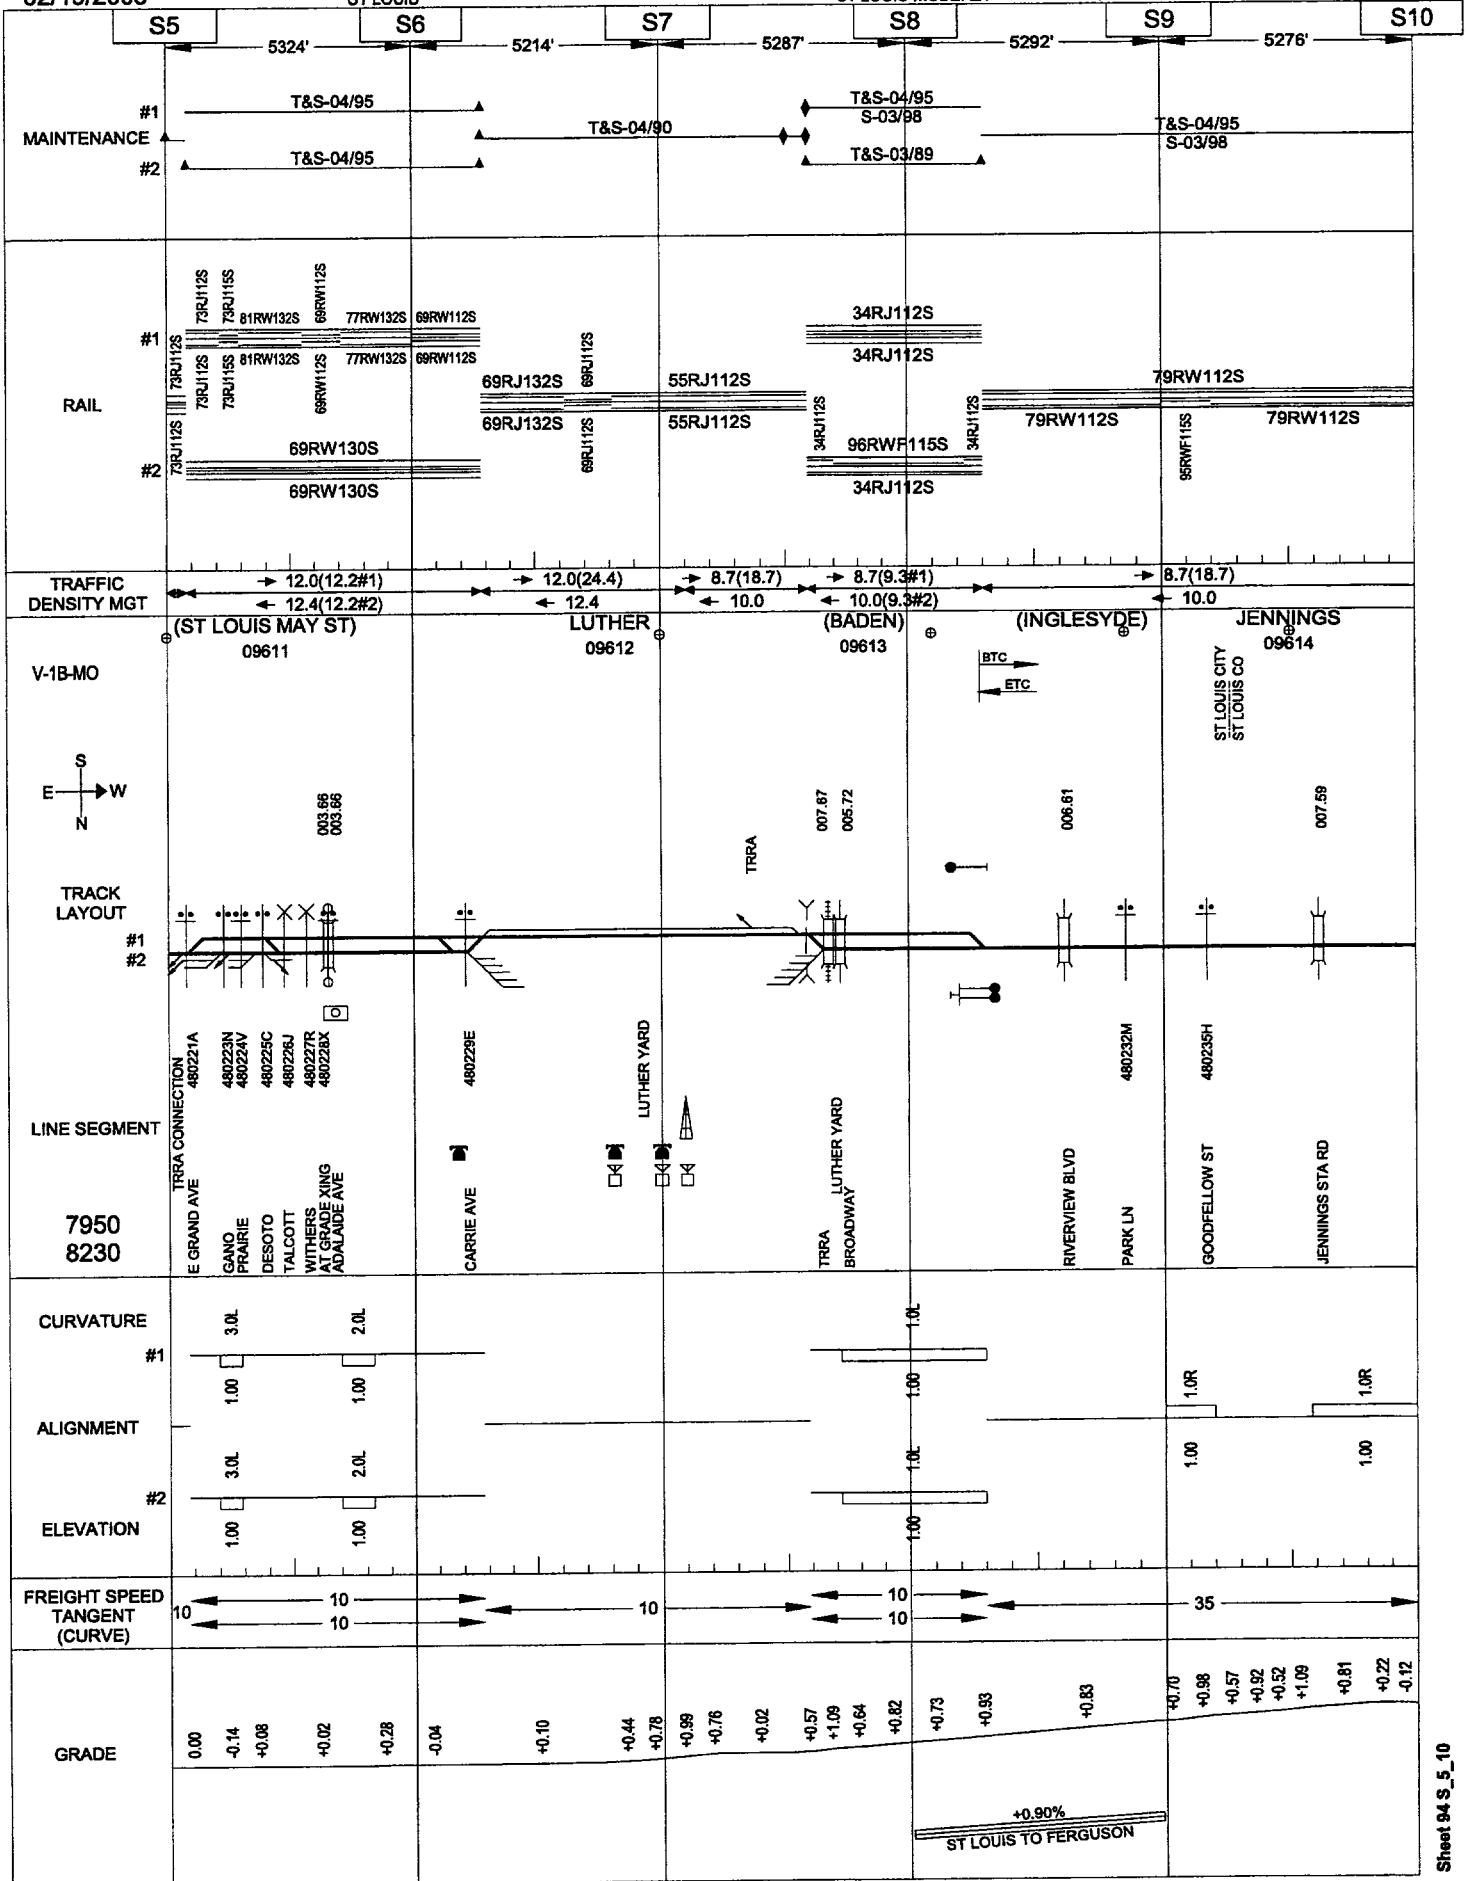 S5 S6 S7 S8 S9 S10
5324' 5214' 5287' 5292' 5276'
MAINTENANCE
#1
#2
T&S-04/95
T&S-04/95
T&S-04/90
T&S-04/95
S-03/98
T&S-03/89
T&S-04/95
S-03/98
RAIL
#1
#2
73RJ112S
73RJ112S
73RJ112S
73RJ115S
81RW132S
69RW112S
77RW132S
69RW112S
73RJ112S
73RJ115S
81RW132S
69RW112S
77RW132S
69RW112S
69RW130S
69RW130S
69RJ132S
69RJ132S
69RJ112S
69RJ112S
55RJ112S
55RJ112S
34RJ112S
34RJ112S
34RJ112S
96RWF115S
34RJ112S
34RJ112S
79RW112S
79RW112S
95RWF115S
79RW112S
TRAFFIC
DENSITY MGT
12.0(12.2#1) 12.0(24.4) 8.7(18.7) 8.7(9.3#1) 8.7(18.7)
12.4(12.2#2) 12.4 10.0 10.0(9.3#2) 10.0
(ST LOUIS MAY ST) LUTHER (BADEN) (INGLESYDE) JENNINGS
09611 09612 09613 09614
V-1B-MO
BTC
ETC
ST LOUIS CITY
ST LOUIS CO
S
E W
N
003.66
003.66
TRRA
007.67
005.72
006.61
007.59
TRACK
LAYOUT
#1
#2
LINE SEGMENT
7950
8230
TRRA CONNECTION
480221A
E GRAND AVE
480223N
GANO
480224V
PRAIRIE
480225C
DESOTO
480226J
TALCOTT
480227R
WITHERS
480228X
AT GRADE XING
ADALAIDE AVE
480229E
CARRIE AVE
LUTHER YARD
TRRA
LUTHER YARD
BROADWAY
RIVERVIEW BLVD
480232M
PARK LN
480235H
GOODFELLOW ST
JENNINGS STA RD
CURVATURE
#1
3.0L 2.0L 1.0L
1.00 1.00 1.00
ALIGNMENT
1.0R 1.0R
1.00 1.00
#2
3.0L 2.0L 1.0L
1.00 1.00 1.00
ELEVATION
FREIGHT SPEED
TANGENT
(CURVE)
10
10
10
10
10
10
35
GRADE
0.00 -0.14 +0.08 +0.02 +0.28 -0.04 +0.10 +0.44 +0.78 +0.99 +0.76 +0.02 +0.57 +1.09 +0.64 +0.82 +0.73 +0.93 +0.83 +0.70 +0.98 +0.57 +0.92 +0.52 +1.09 +0.81 +0.22 -0.12
+0.90%
ST LOUIS TO FERGUSON
Sheet 94 S_5_10